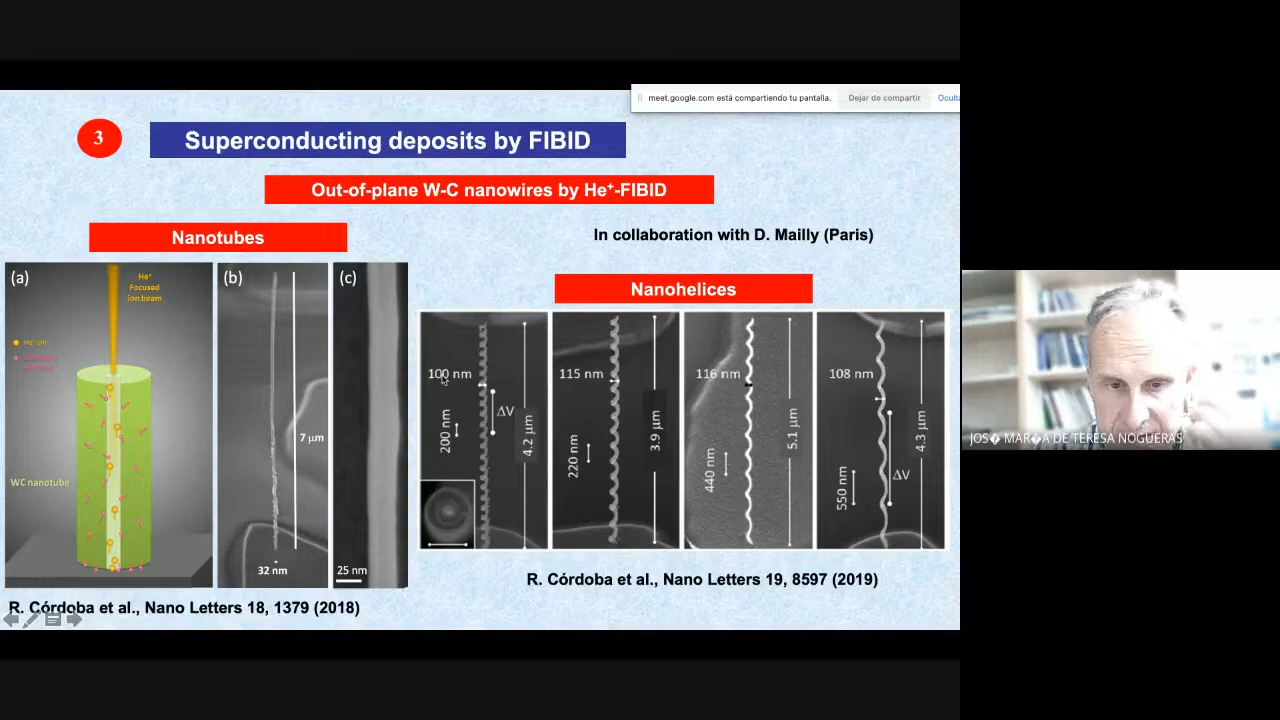 meet.google.com está compartiendo tu pantalla. Dejar de compartir Oculta
3
Superconducting deposits by FIBID
Out-of-plane W-C nanowires by He⁺-FIBID
Nanotubes
In collaboration with D. Mailly (Paris)
Nanohelices
(a)
He⁺
Focused
ion beam
He⁺ ion
WC nanotube
(b)
7 µm
32 nm
(c)
25 nm
100 nm
200 nm
ΔV
4.2 µm
115 nm
220 nm
3.9 µm
116 nm
440 nm
5.1 µm
108 nm
550 nm
ΔV
4.3 µm
R. Córdoba et al., Nano Letters 19, 8597 (2019)
R. Córdoba et al., Nano Letters 18, 1379 (2018)
JOS� MAR�A DE TERESA NOGUERAS